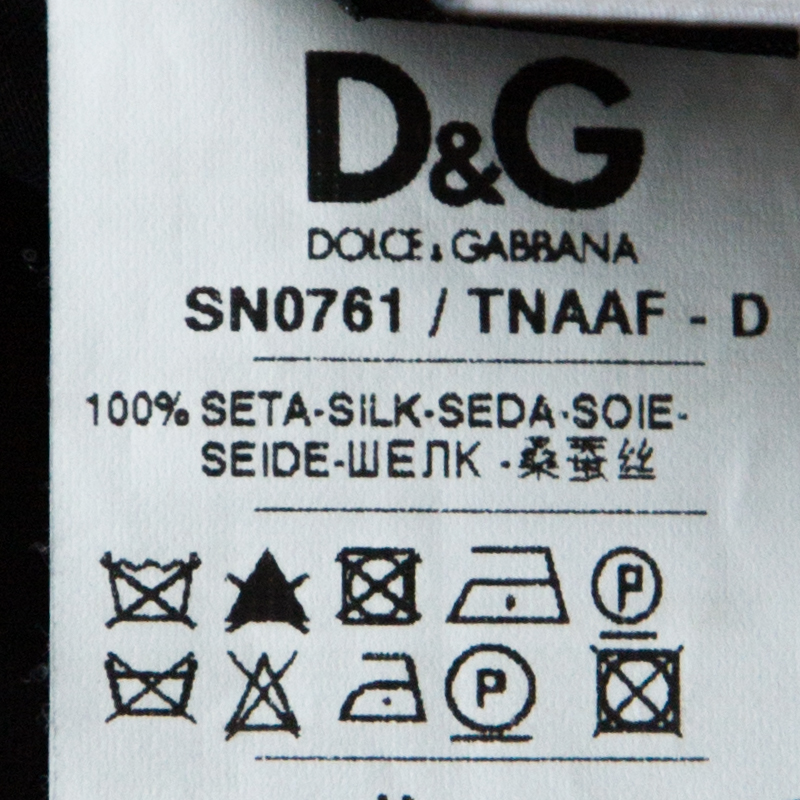 D&G
DOLCE & GABBANA
SN0761 / TNAAF - D
100% SETA-SILK-SEDA-SOIE-
SEIDE-ШЕЛК -桑蚕丝
P
P